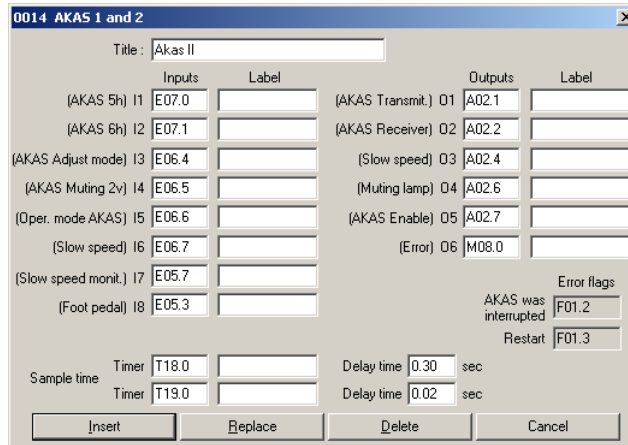 0014 AKAS 1 and 2
Title : Akas II
Inputs Label Outputs Label
(AKAS 5h) I1 E07.0 (AKAS Transmit.) O1 A02.1
(AKAS 6h) I2 E07.1 (AKAS Receiver) O2 A02.2
(AKAS Adjust mode) I3 E06.4 (Slow speed) O3 A02.4
(AKAS Muting 2v) I4 E06.5 (Muting lamp) O4 A02.6
(Oper. mode AKAS) I5 E06.6 (AKAS Enable) O5 A02.7
(Slow speed) I6 E06.7 (Error) O6 M08.0
(Slow speed monit.) I7 E05.7
(Foot pedal) I8 E05.3
Error flags
AKAS was interrupted F01.2
Restart F01.3
Sample time
Timer T18.0 Delay time 0.30 sec
Timer T19.0 Delay time 0.02 sec
Insert Replace Delete Cancel